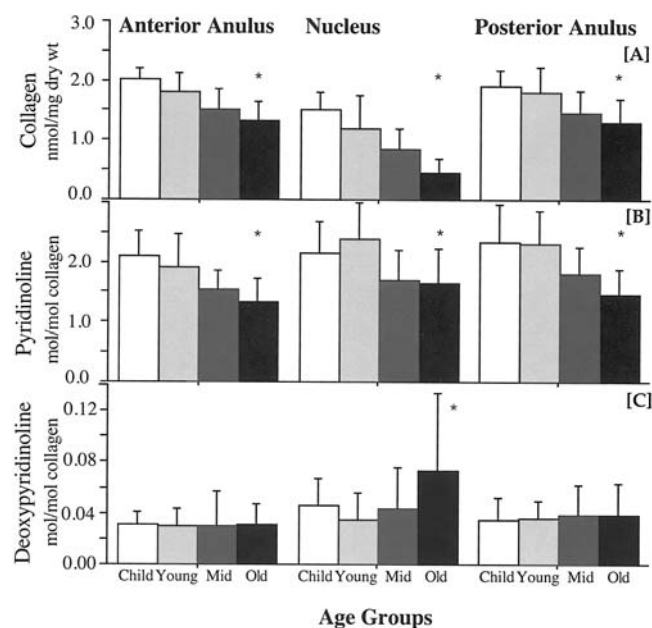 Anterior Anulus Nucleus Posterior Anulus
[A]
Collagen
nmol/mg dry wt
3.0
2.0
1.0
0.0
* * *
[B]
Pyridinoline
mol/mol collagen
2.0
1.0
0.0
* * *
[C]
Deoxypyridinoline
mol/mol collagen
0.12
0.08
0.04
0.00
*
Child Young Mid Old Child Young Mid Old Child Young Mid Old
Age Groups